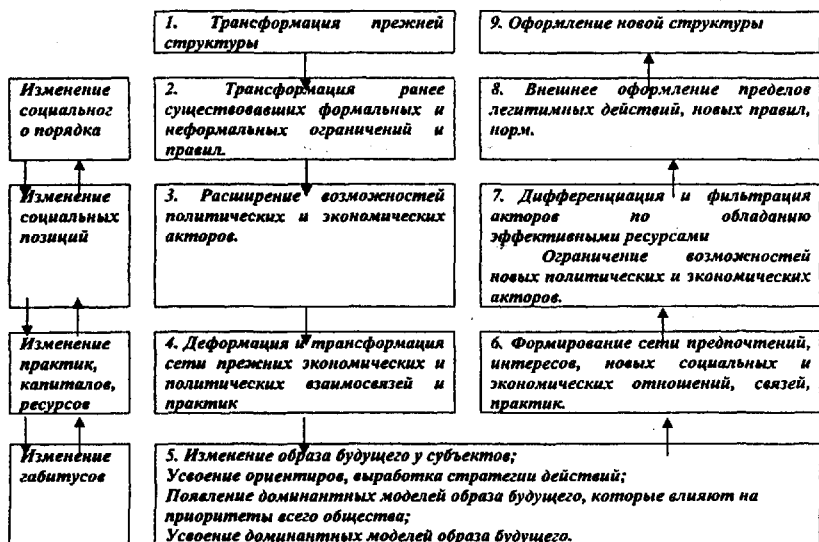 1. Трансформация прежней
структуры
9. Оформление новой структуры
Изменение
социальног
о порядка
2. Трансформация ранее
существовавших формальных и
неформальных ограничений и
правил.
8. Внешнее оформление пределов
легитимных действий, новых правил,
норм.
Изменение
социальных
позиций
3. Расширение возможностей
политических и экономических
акторов.
7. Дифференциация и фильтрация
акторов по обладанию
эффективными ресурсами
Ограничение возможностей
новых политических и экономических
акторов.
Изменение
практик,
капиталов,
ресурсов
4. Деформация и трансформация
сети прежних экономических и
политических взаимосвязей и
практик
6. Формирование сети предпочтений,
интересов, новых социальных и
экономических отношений, связей,
практик.
Изменение
габитусов
5. Изменение образа будущего у субъектов;
Усвоение ориентиров, выработка стратегии действий;
Появление доминантных моделей образа будущего, которые влияют на
приоритеты всего общества;
Усвоение доминантных моделей образа будущего.